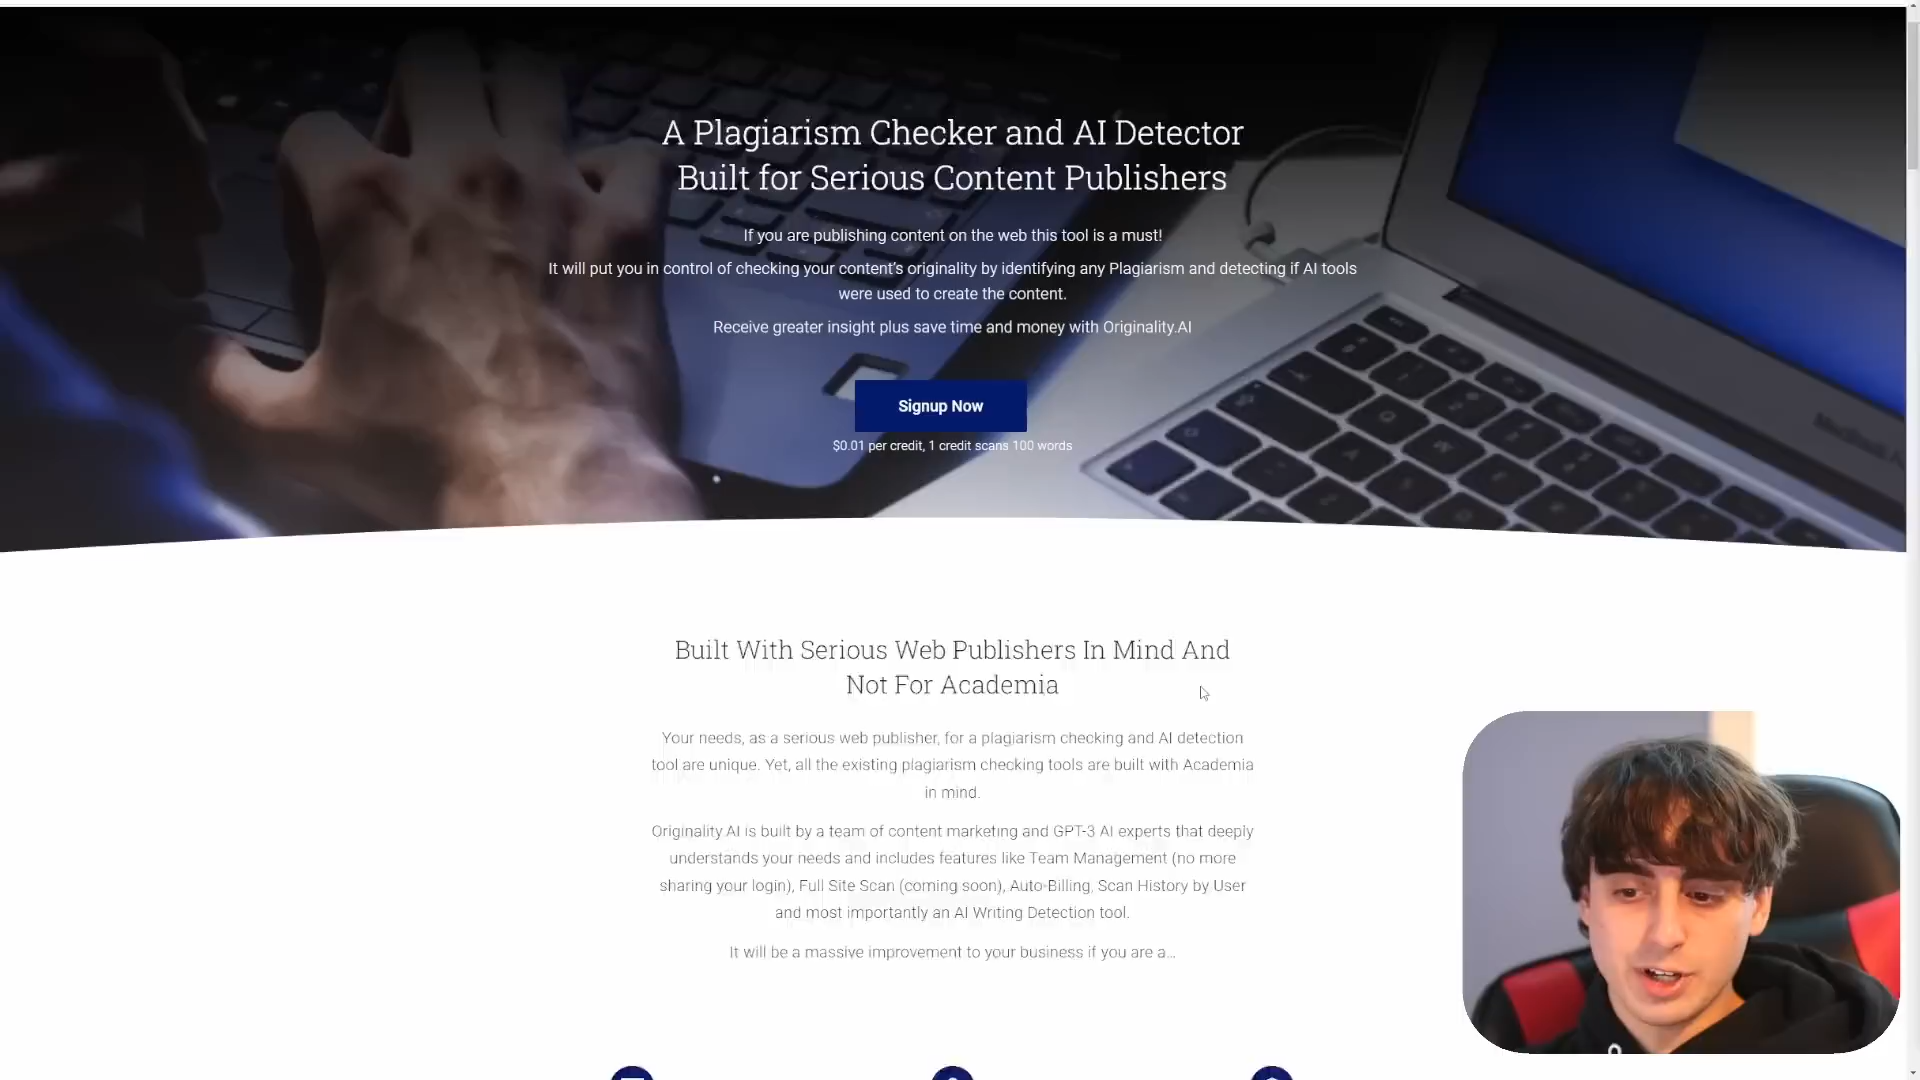 A Plagiarism Checker and AI Detector
Built for Serious Content Publishers
If you are publishing content on the web this tool is a must!
It will put you in control of checking your content's originality by identifying any Plagiarism and detecting if AI tools
were used to create the content.
Receive greater insight plus save time and money with Originality.AI
Signup Now
$0.01 per credit, 1 credit scans 100 words
Built With Serious Web Publishers In Mind And
Not For Academia
Your needs, as a serious web publisher, for a plagiarism checking and AI detection
tool are unique. Yet, all the existing plagiarism checking tools are built with Academia
in mind.
Originality.AI is built by a team of content marketing and GPT-3 AI experts that deeply
understands your needs and includes features like Team Management (no more
sharing your login), Full Site Scan (coming soon), Auto-Billing, Scan History by User
and most importantly an AI Writing Detection tool.
It will be a massive improvement to your business if you are a...